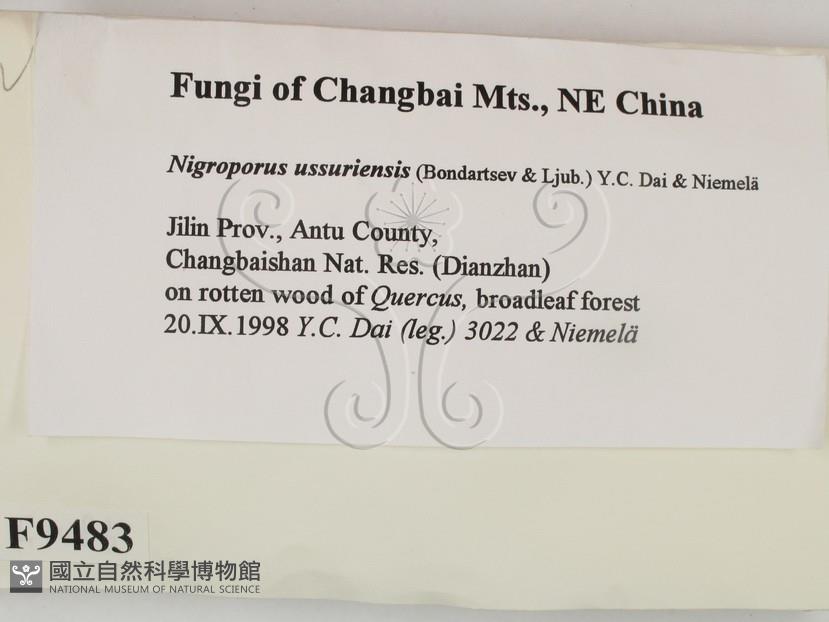 Fungi of Changbai Mts., NE China
Nigroporus ussuriensis (Bondartsev & Ljub.) Y.C. Dai & Niemelä
Jilin Prov., Antu County,
Changbaishan Nat. Res. (Dianzhan)
on rotten wood of Quercus, broadleaf forest
20.IX.1998 Y.C. Dai (leg.) 3022 & Niemelä
F9483
國立自然科學博物館
NATIONAL MUSEUM OF NATURAL SCIENCE